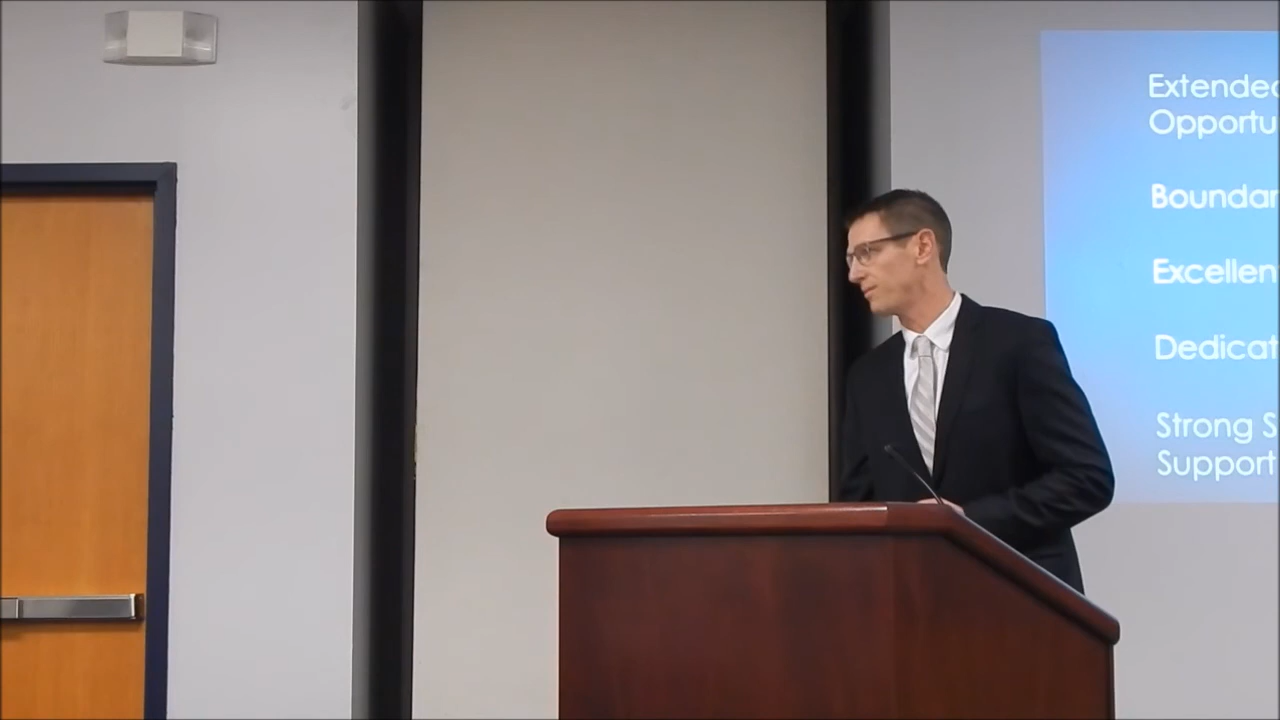 Extended
Opportu
Boundar
Excellen
Dedicat
Strong S
Support